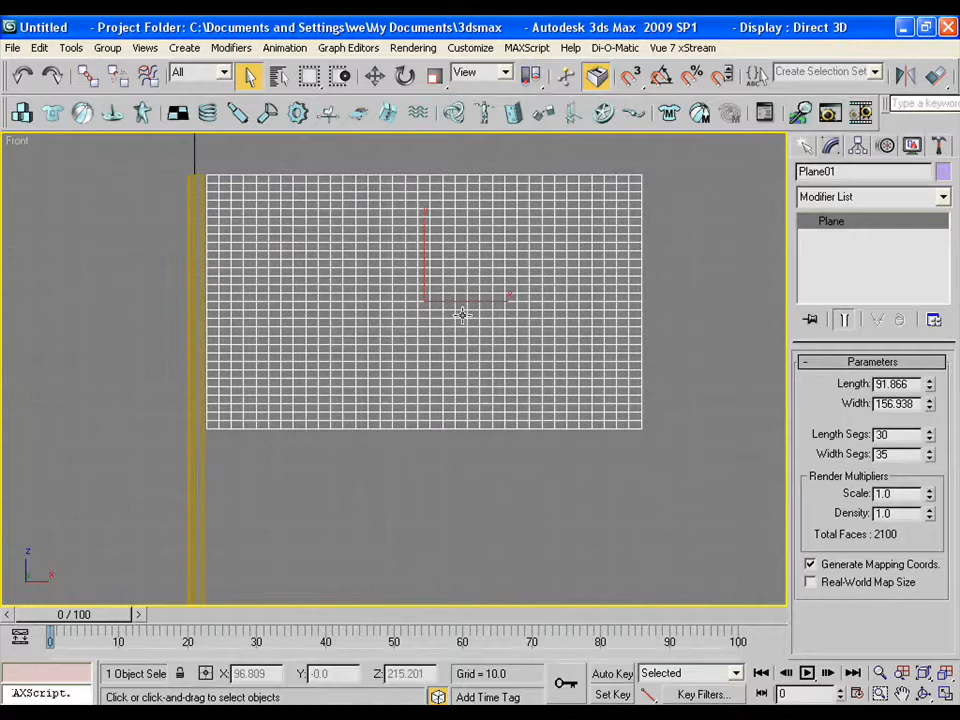 Untitled - Project Folder: C:\Documents and Settings\we\My Documents\3dsmax - Autodesk 3ds Max 2009 SP1 - Display : Direct 3D
File Edit Tools Group Views Create Modifiers Animation Graph Editors Rendering Customize MAXScript Help Di-O-Matic Vue 7 xStream
All View Create Selection Set
Type a keyword
Front
Plane01
Modifier List
Plane
Parameters
Length: 91.866
Width: 156.938
Length Segs: 30
Width Segs: 35
Render Multipliers
Scale: 1.0
Density: 1.0
Total Faces : 2100
Generate Mapping Coords.
Real-World Map Size
x
z
x
0 / 100
0 10 20 30 40 50 60 70 80 90 100
1 Object Sele X: 96.809 Y: -0.0 Z: 215.201 Grid = 10.0 Auto Key Selected
'AXScript. Click or click-and-drag to select objects Add Time Tag Set Key Key Filters... 0